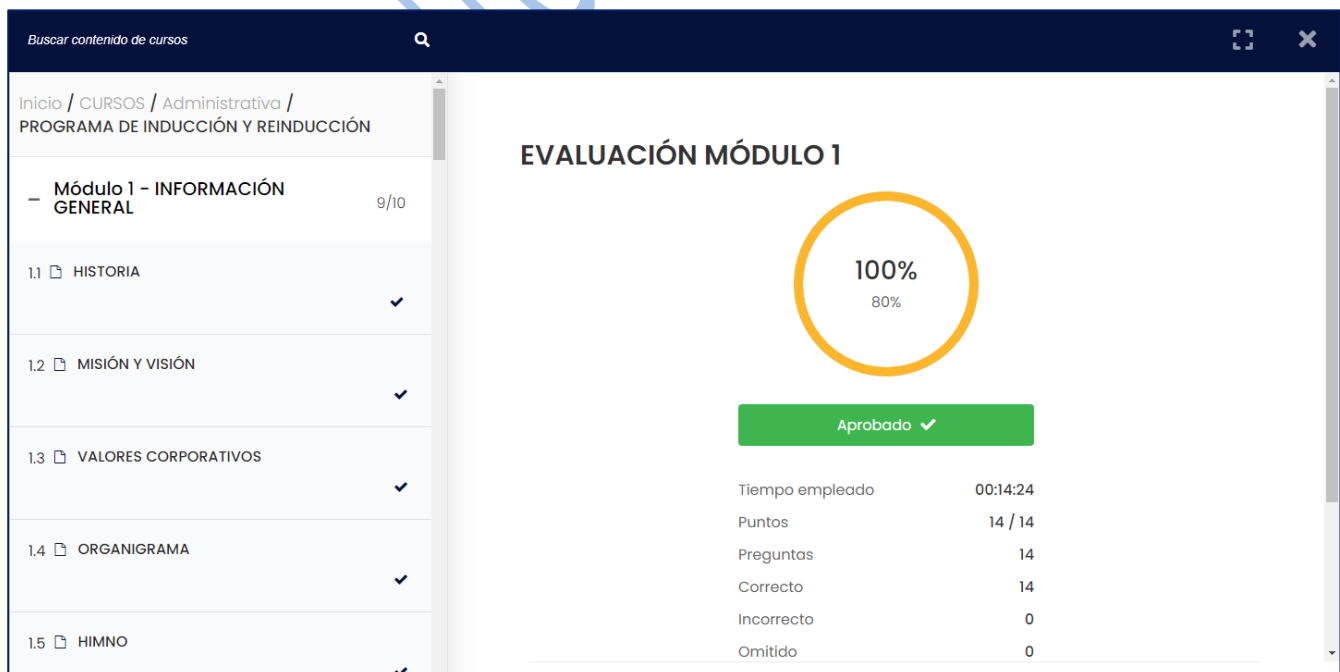 Buscar contenido de cursos
Inicio / CURSOS / Administrativa /
PROGRAMA DE INDUCCIÓN Y REINDUCCIÓN
Módulo 1 - INFORMACIÓN
GENERAL
9/10
1.1 HISTORIA
1.2 MISIÓN Y VISIÓN
1.3 VALORES CORPORATIVOS
1.4 ORGANIGRAMA
1.5 HIMNO
EVALUACIÓN MÓDULO 1
100%
80%
Aprobado
Tiempo empleado 00:14:24
Puntos 14 / 14
Preguntas 14
Correcto 14
Incorrecto 0
Omitido 0